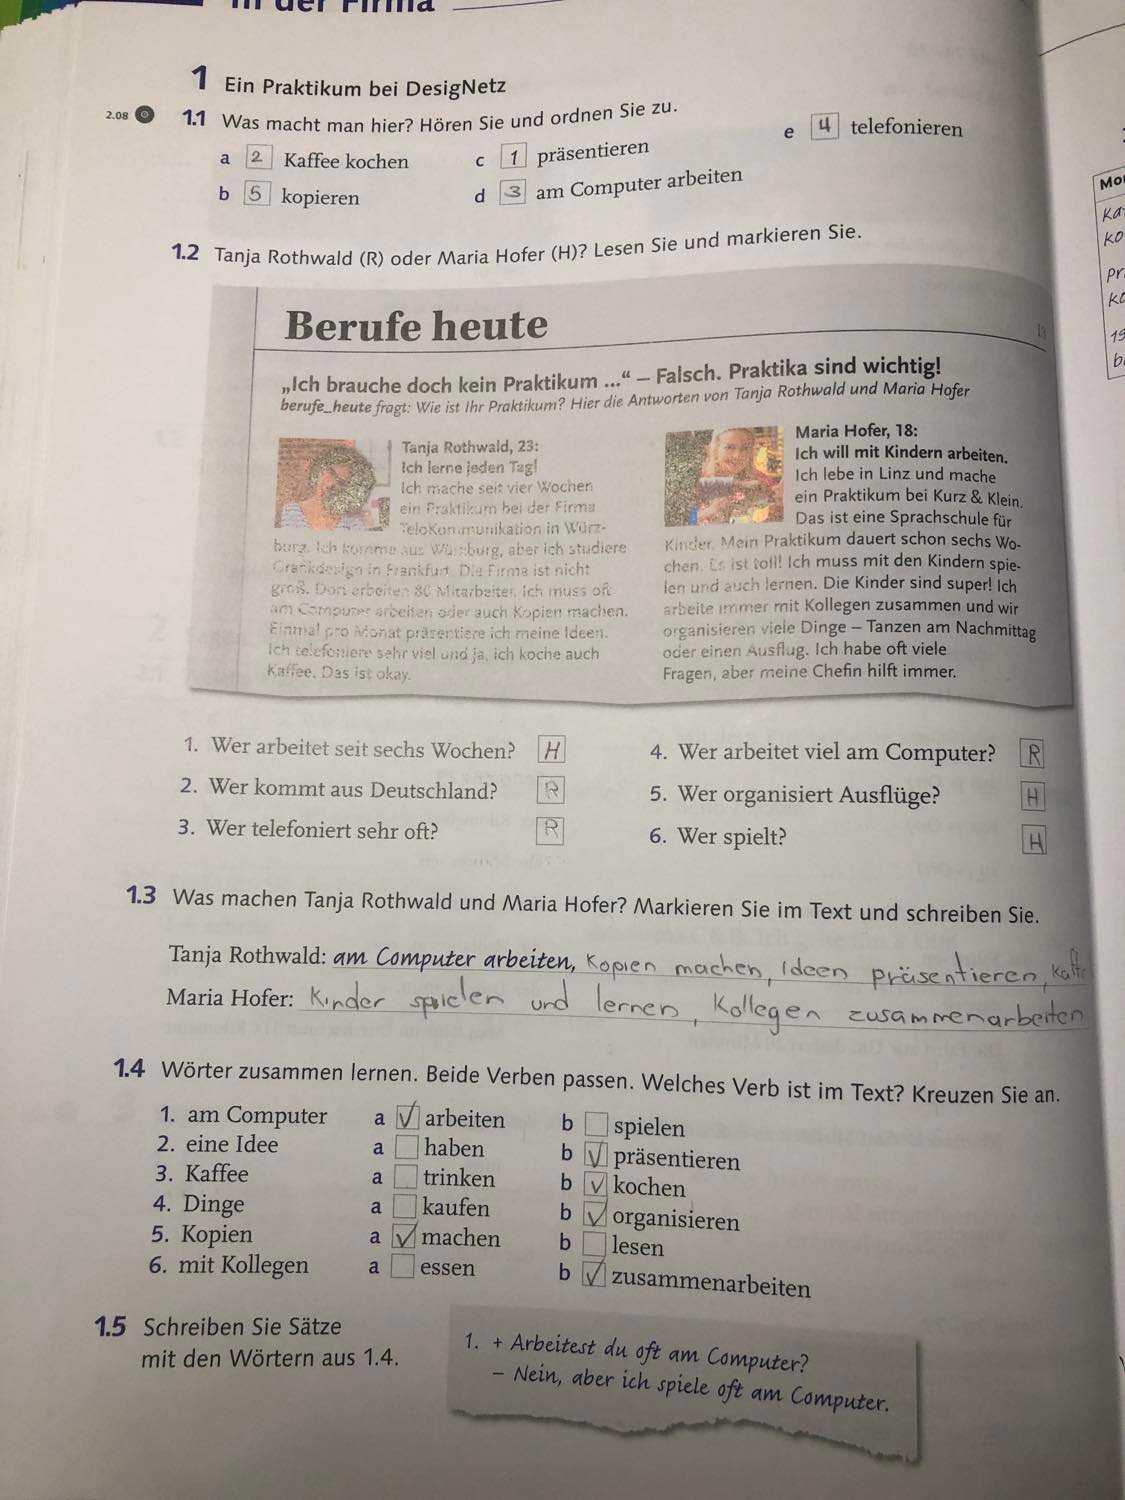 in der Firma
1 Ein Praktikum bei DesigNetz
2.08 1.1 Was macht man hier? Hören Sie und ordnen Sie zu.
a 2 Kaffee kochen c 1 präsentieren e 4 telefonieren
b 5 kopieren d 3 am Computer arbeiten
1.2 Tanja Rothwald (R) oder Maria Hofer (H)? Lesen Sie und markieren Sie.
Berufe heute
13
„Ich brauche doch kein Praktikum ...“ – Falsch. Praktika sind wichtig!
berufe_heute fragt: Wie ist Ihr Praktikum? Hier die Antworten von Tanja Rothwald und Maria Hofer
Tanja Rothwald, 23:
Ich lerne jeden Tag!
Ich mache seit vier Wochen
ein Praktikum bei der Firma
TeloKommunikation in Würz-
burg. Ich komme aus Würzburg, aber ich studiere
Grafikdesign in Frankfurt. Die Firma ist nicht
groß. Dort arbeiten 80 Mitarbeiter. Ich muss oft
am Computer arbeiten oder auch Kopien machen.
Einmal pro Monat präsentiere ich meine Ideen.
Ich telefoniere sehr viel und ja, ich koche auch
Kaffee. Das ist okay.
Maria Hofer, 18:
Ich will mit Kindern arbeiten.
Ich lebe in Linz und mache
ein Praktikum bei Kurz & Klein.
Das ist eine Sprachschule für
Kinder. Mein Praktikum dauert schon sechs Wo-
chen. Es ist toll! Ich muss mit den Kindern spie-
len und auch lernen. Die Kinder sind super! Ich
arbeite immer mit Kollegen zusammen und wir
organisieren viele Dinge – Tanzen am Nachmittag
oder einen Ausflug. Ich habe oft viele
Fragen, aber meine Chefin hilft immer.
1. Wer arbeitet seit sechs Wochen? H
2. Wer kommt aus Deutschland? R
3. Wer telefoniert sehr oft? R
4. Wer arbeitet viel am Computer? R
5. Wer organisiert Ausflüge? H
6. Wer spielt? H
1.3 Was machen Tanja Rothwald und Maria Hofer? Markieren Sie im Text und schreiben Sie.
Tanja Rothwald: am Computer arbeiten, Kopien machen, Ideen präsentieren,
Maria Hofer: Kinder spielen und lernen, Kollegen zusammenarbeiten
1.4 Wörter zusammen lernen. Beide Verben passen. Welches Verb ist im Text? Kreuzen Sie an.
1. am Computer a ✓ arbeiten b spielen
2. eine Idee a haben b ✓ präsentieren
3. Kaffee a trinken b ✓ kochen
4. Dinge a kaufen b ✓ organisieren
5. Kopien a ✓ machen b lesen
6. mit Kollegen a essen b ✓ zusammenarbeiten
1.5 Schreiben Sie Sätze
mit den Wörtern aus 1.4.
1. + Arbeitest du oft am Computer?
– Nein, aber ich spiele oft am Computer.